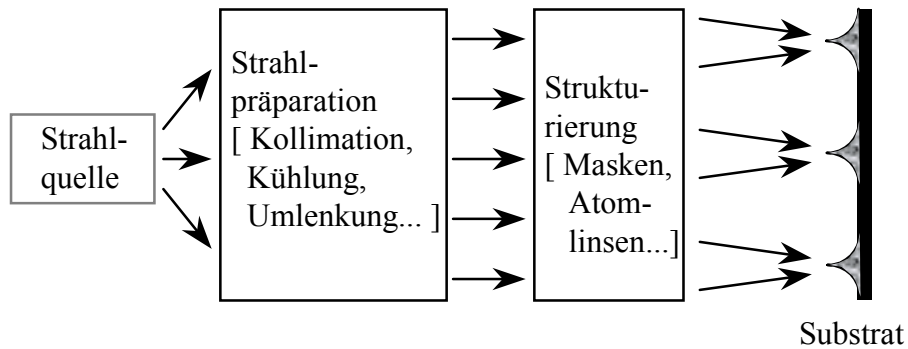 Strahl-
quelle
Strahl-
präparation
[ Kollimation,
Kühlung,
Umlenkung... ]
Struktu-
rierung
[ Masken,
Atom-
linsen...]
Substrat